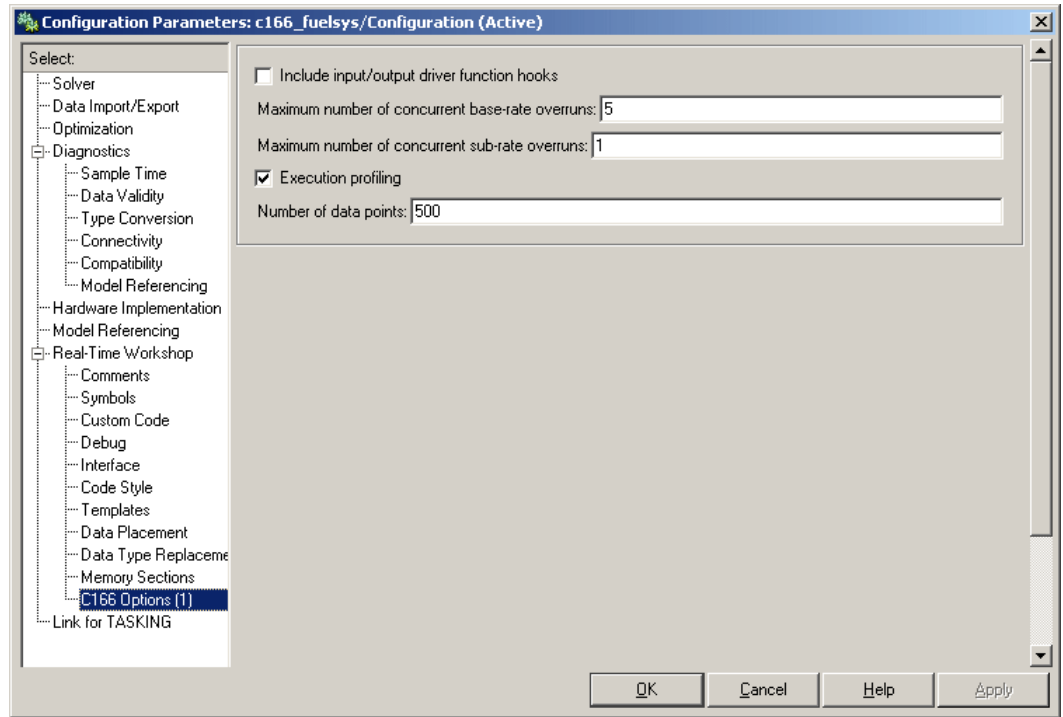 Configuration Parameters: c166_fuelsys/Configuration (Active)
Select:
Solver
Data Import/Export
Optimization
Diagnostics
Sample Time
Data Validity
Type Conversion
Connectivity
Compatibility
Model Referencing
Hardware Implementation
Model Referencing
Real-Time Workshop
Comments
Symbols
Custom Code
Debug
Interface
Code Style
Templates
Data Placement
Data Type Replaceme
Memory Sections
C166 Options (1)
Link for TASKING
Include input/output driver function hooks
Maximum number of concurrent base-rate overruns: 5
Maximum number of concurrent sub-rate overruns: 1
Execution profiling
Number of data points: 500
OK
Cancel
Help
Apply